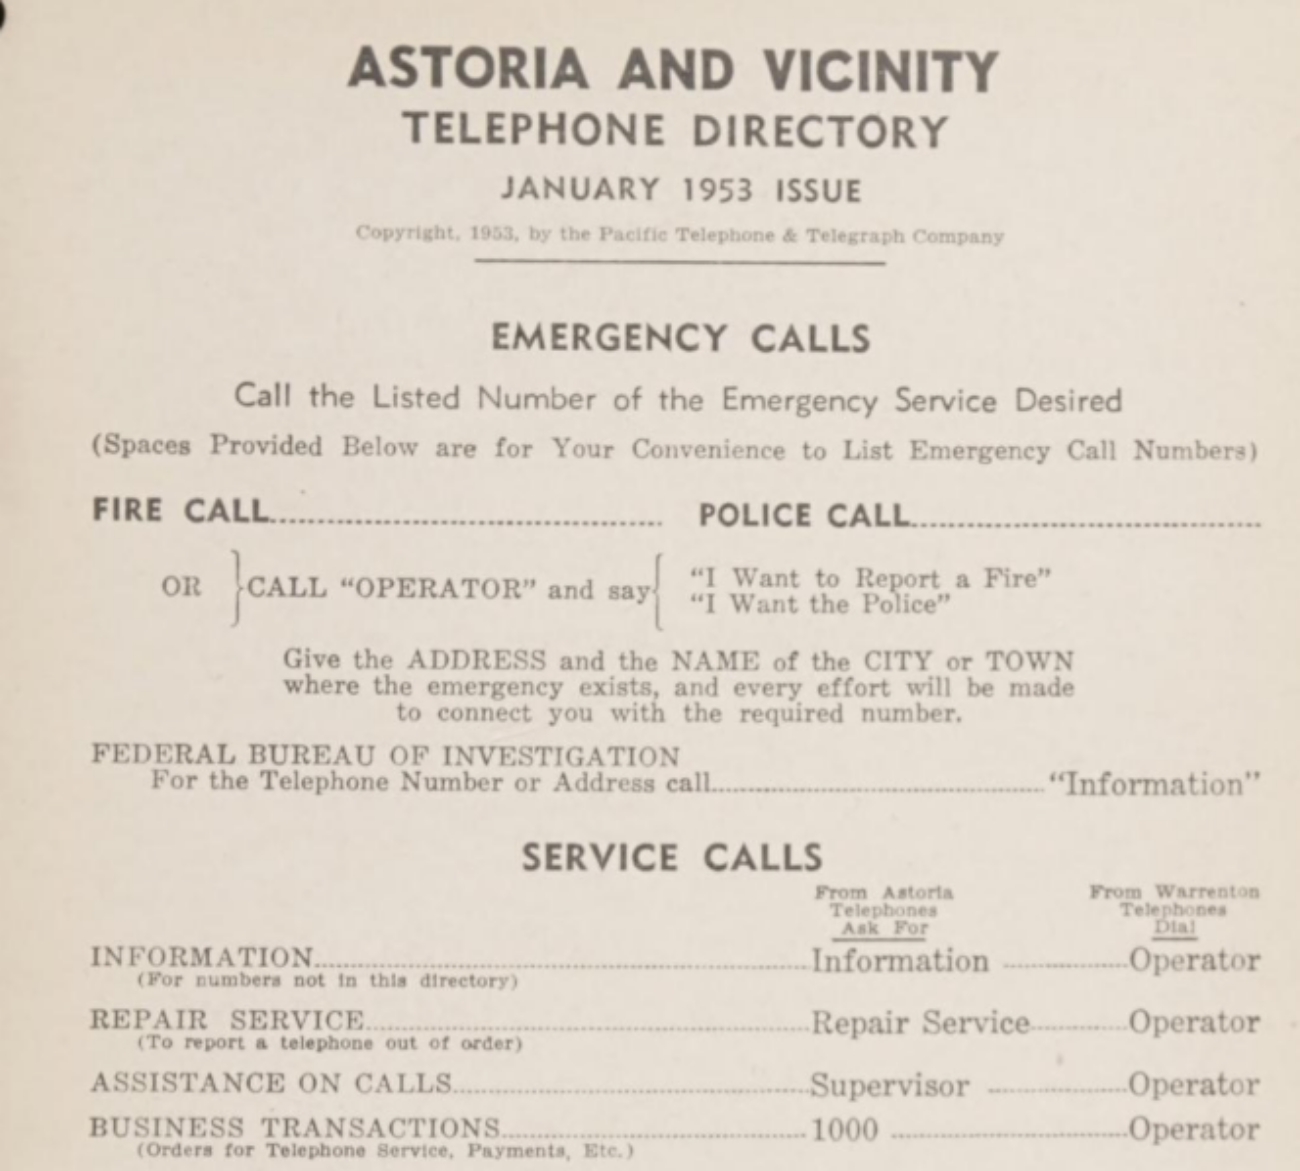 ASTORIA AND VICINITY
TELEPHONE DIRECTORY
JANUARY 1953 ISSUE
Copyright, 1953, by the Pacific Telephone & Telegraph Company
EMERGENCY CALLS
Call the Listed Number of the Emergency Service Desired
(Spaces Provided Below are for Your Convenience to List Emergency Call Numbers)
FIRE CALL.............................................. POLICE CALL..............................................
OR } CALL “OPERATOR” and say { “I Want to Report a Fire”
“I Want the Police”
Give the ADDRESS and the NAME of the CITY or TOWN
where the emergency exists, and every effort will be made
to connect you with the required number.
FEDERAL BUREAU OF INVESTIGATION
For the Telephone Number or Address call.............................................. “Information”
SERVICE CALLS
From Astoria Telephones Ask For
From Warrenton Telephones Dial
INFORMATION..............................................Information ....................Operator
(For numbers not in this directory)
REPAIR SERVICE..............................................Repair Service....................Operator
(To report a telephone out of order)
ASSISTANCE ON CALLS..............................................Supervisor ....................Operator
BUSINESS TRANSACTIONS..............................................1000 ....................Operator
(Orders for Telephone Service, Payments, Etc.)